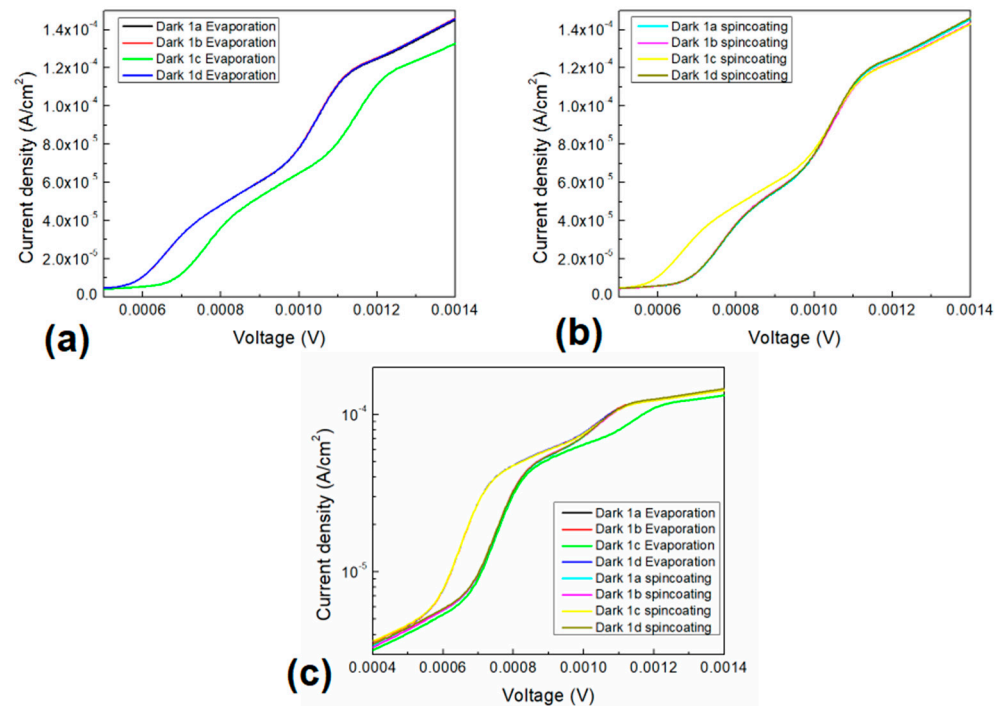 1.4x10⁻⁴
1.2x10⁻⁴
1.0x10⁻⁴
8.0x10⁻⁵
6.0x10⁻⁵
4.0x10⁻⁵
2.0x10⁻⁵
0.0
Current density (A/cm²)
Dark 1a Evaporation
Dark 1b Evaporation
Dark 1c Evaporation
Dark 1d Evaporation
0.0006 0.0008 0.0010 0.0012 0.0014
Voltage (V)
(a)
1.4x10⁻⁴
1.2x10⁻⁴
1.0x10⁻⁴
8.0x10⁻⁵
6.0x10⁻⁵
4.0x10⁻⁵
2.0x10⁻⁵
0.0
Current density (A/cm²)
Dark 1a spincoating
Dark 1b spincoating
Dark 1c spincoating
Dark 1d spincoating
0.0006 0.0008 0.0010 0.0012 0.0014
Voltage (V)
(b)
10⁻⁴
10⁻⁵
Current density (A/cm²)
Dark 1a Evaporation
Dark 1b Evaporation
Dark 1c Evaporation
Dark 1d Evaporation
Dark 1a spincoating
Dark 1b spincoating
Dark 1c spincoating
Dark 1d spincoating
0.0004 0.0006 0.0008 0.0010 0.0012 0.0014
Voltage (V)
(c)